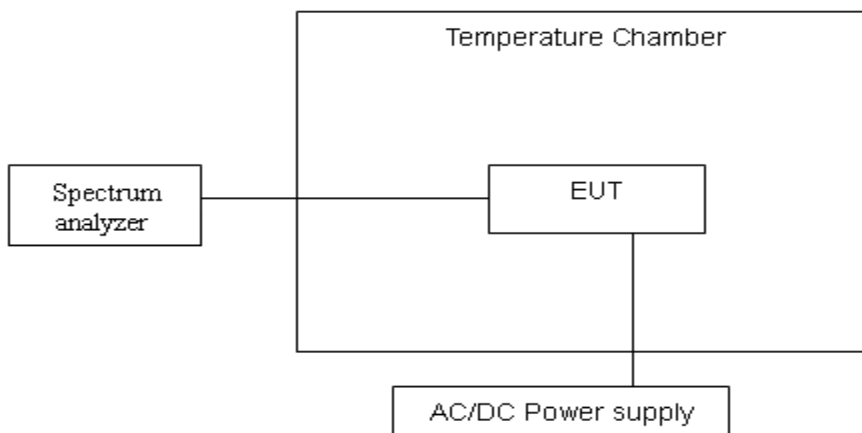 Temperature Chamber
Spectrum
analyzer
EUT
AC/DC Power supply